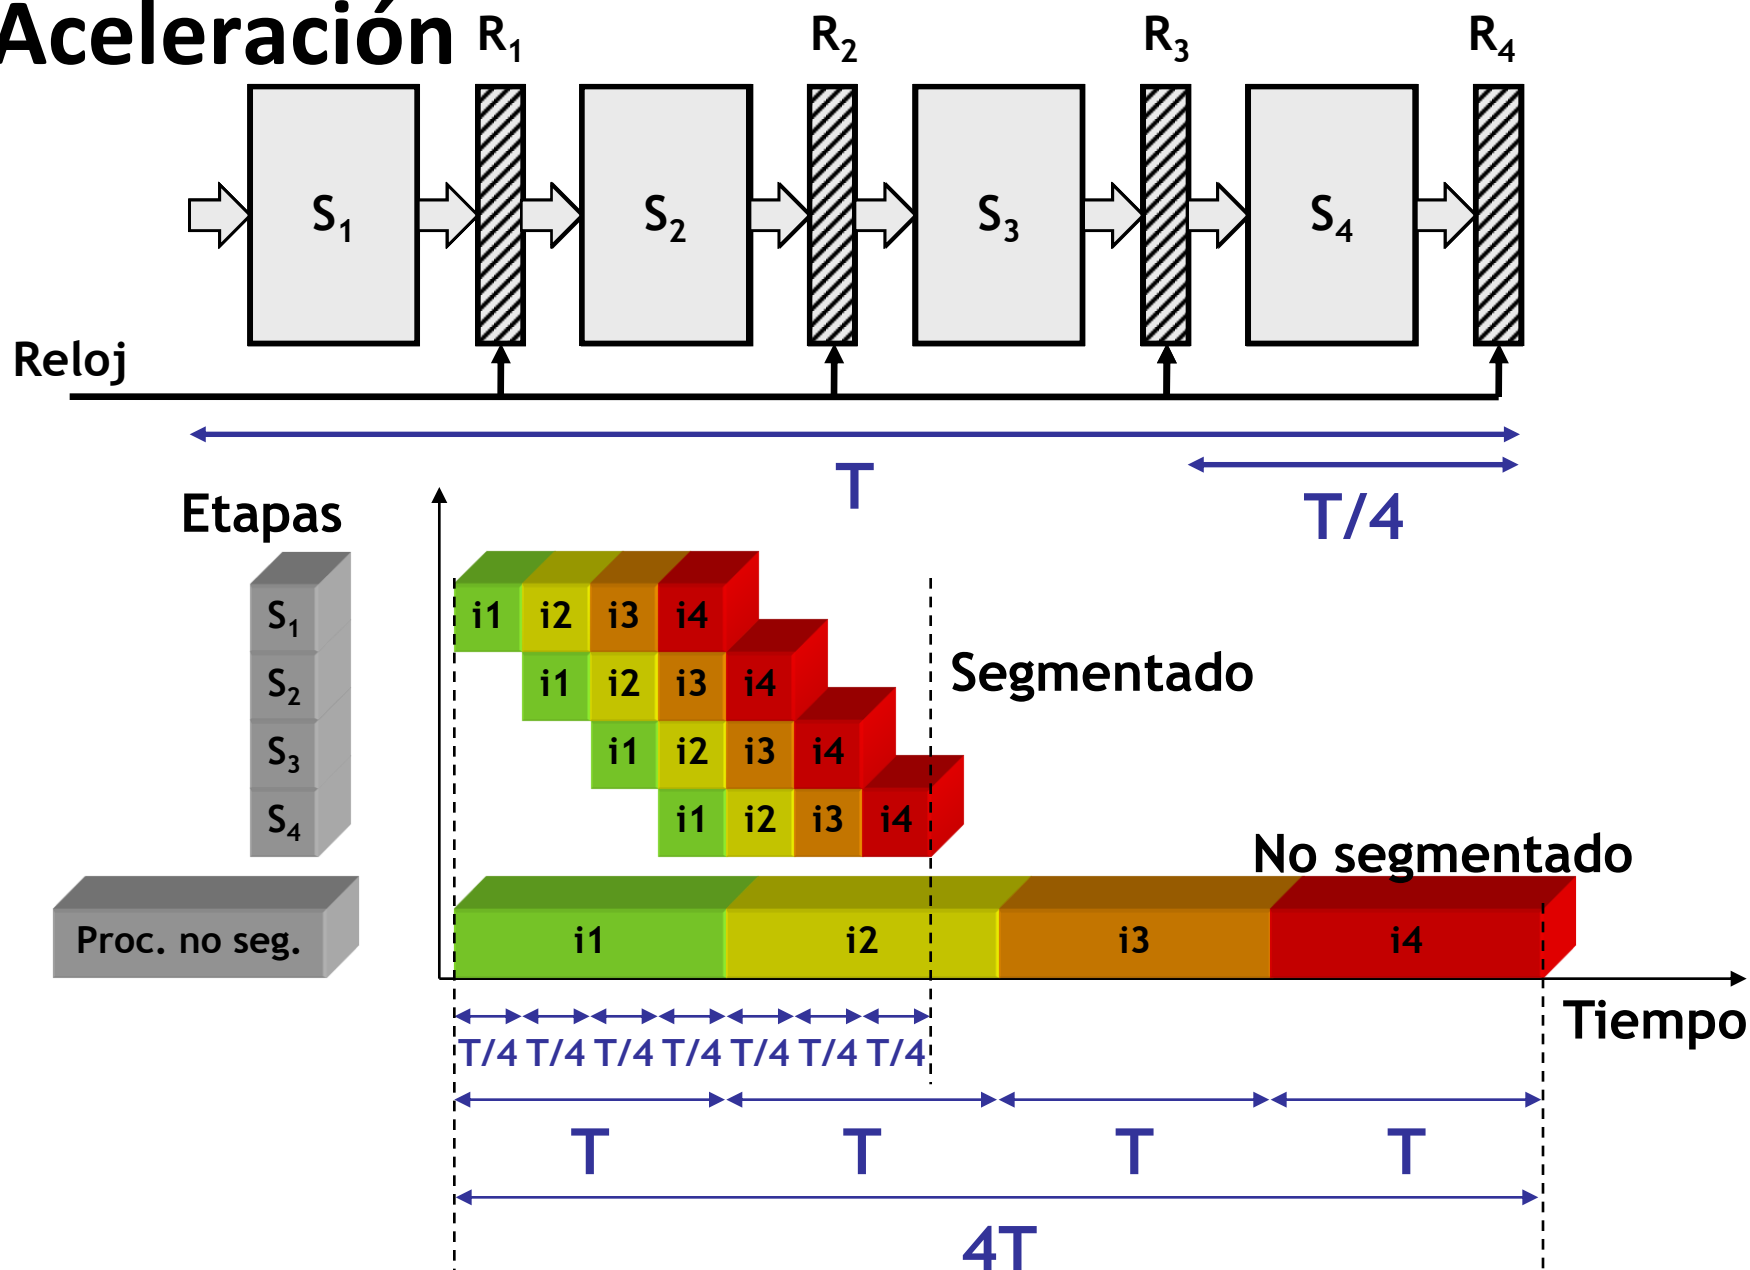 Aceleración
R1 R2 R3 R4
S1 S2 S3 S4
Reloj
T
T/4
Etapas
S1 i1 i2 i3 i4
Segmentado
S2 i1 i2 i3 i4
S3 i1 i2 i3 i4
S4 i1 i2 i3 i4
No segmentado
Proc. no seg. i1 i2 i3 i4
Tiempo
T/4 T/4 T/4 T/4 T/4 T/4 T/4
T T T T
4T